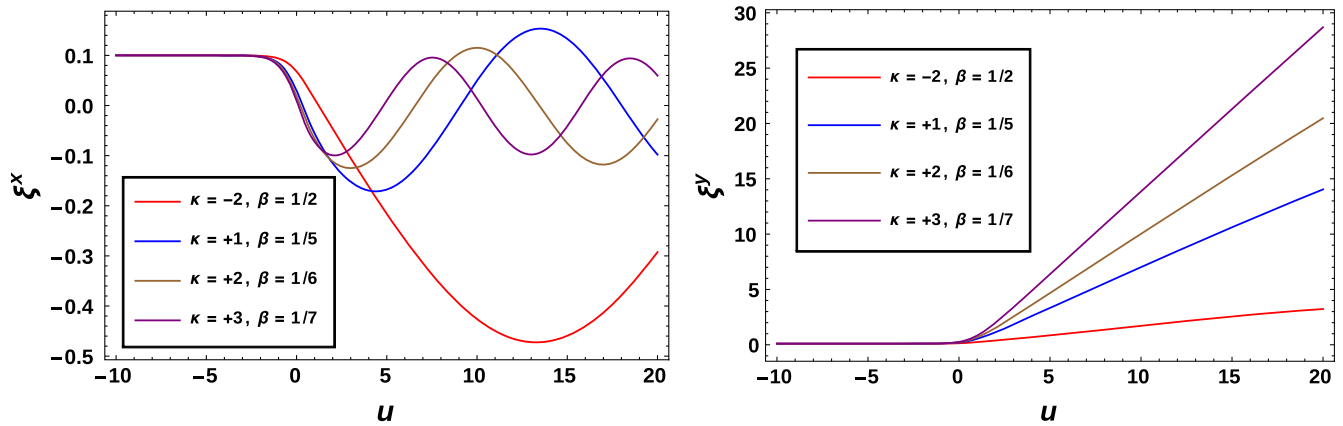 0.1
0.0
−0.1
−0.2
−0.3
−0.4
−0.5
ξx
κ = −2, β = 1/2
κ = +1, β = 1/5
κ = +2, β = 1/6
κ = +3, β = 1/7
−10 −5 0 5 10 15 20
u
30
25
20
15
10
5
0
ξy
κ = −2, β = 1/2
κ = +1, β = 1/5
κ = +2, β = 1/6
κ = +3, β = 1/7
−10 −5 0 5 10 15 20
u